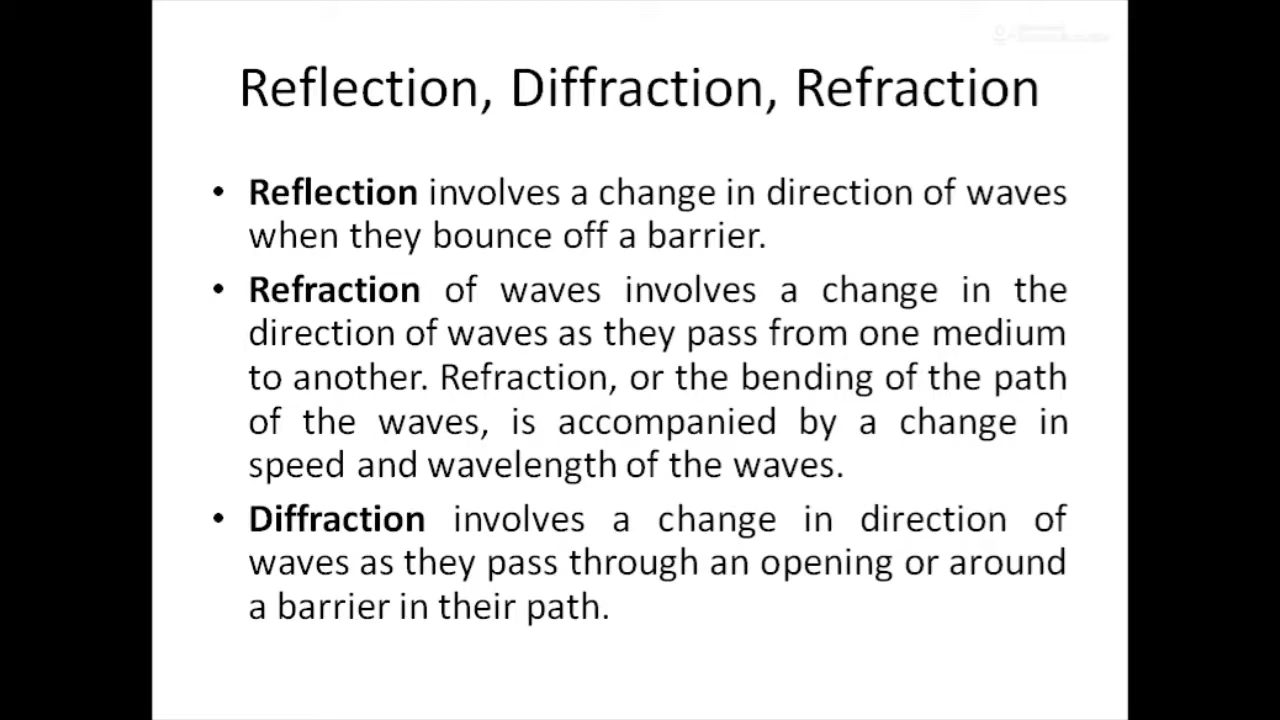 Reflection, Diffraction, Refraction
• Reflection involves a change in direction of waves
when they bounce off a barrier.
• Refraction of waves involves a change in the
direction of waves as they pass from one medium
to another. Refraction, or the bending of the path
of the waves, is accompanied by a change in
speed and wavelength of the waves.
• Diffraction involves a change in direction of
waves as they pass through an opening or around
a barrier in their path.